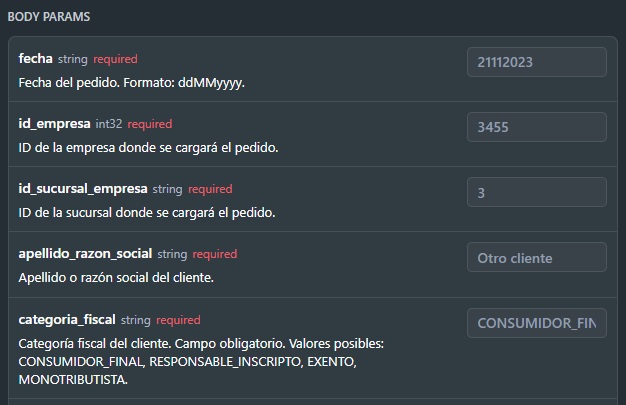 BODY PARAMS
fecha string required
21112023
Fecha del pedido. Formato: ddMMyyyy.
id_empresa int32 required
3455
ID de la empresa donde se cargará el pedido.
id_sucursal_empresa string required
3
ID de la sucursal donde se cargará el pedido.
apellido_razon_social string required
Otro cliente
Apellido o razón social del cliente.
categoria_fiscal string required
CONSUMIDOR_FIN
Categoría fiscal del cliente. Campo obligatorio. Valores posibles:
CONSUMIDOR_FINAL, RESPONSABLE_INSCRIPTO, EXENTO,
MONOTRIBUTISTA.